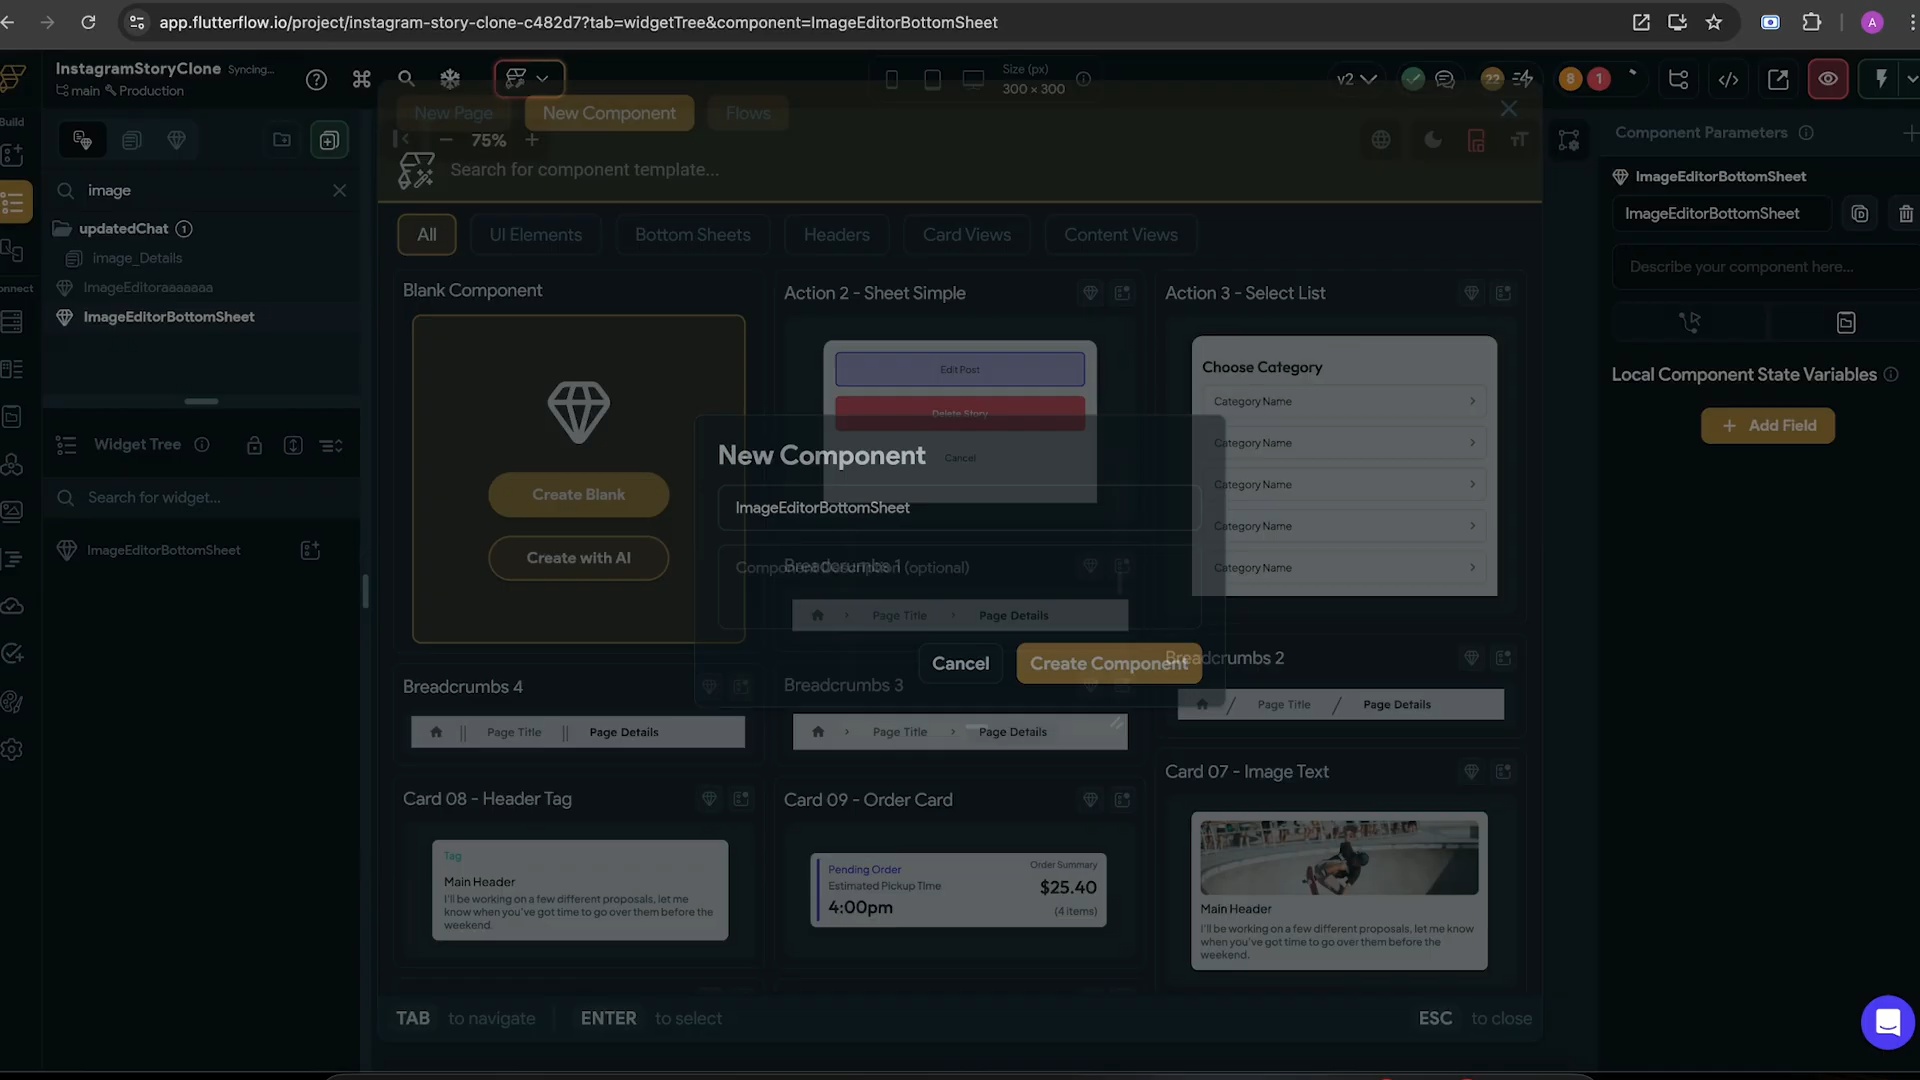 app.flutterflow.io/project/instagram-story-clone-c482d7?tab=widgetTree&component=ImageEditorBottomSheet
A
InstagramStoryClone Syncing...
main Production
Size (px)
300 × 300
v2
22
8
1
New Page
New Component
Flows
75%
Search for component template...
Build
Component Parameters
image
ImageEditorBottomSheet
ImageEditorBottomSheet
updatedChat 1
image_Details
ImageEditoraaaaaaa
ImageEditorBottomSheet
All
UI Elements
Bottom Sheets
Headers
Card Views
Content Views
Describe your component here...
Blank Component
Action 2 - Sheet Simple
Action 3 - Select List
Edit Post
Delete Story
Cancel
Choose Category
Category Name
Category Name
Category Name
Category Name
Category Name
Local Component State Variables
Add Field
Widget Tree
Search for widget...
ImageEditorBottomSheet
Create Blank
Create with AI
New Component
ImageEditorBottomSheet
Component Description (optional)
Breadcrumbs 1
Page Title
Page Details
Cancel
Create Component
Breadcrumbs 2
Page Title
Page Details
Breadcrumbs 4
Page Title
Page Details
Breadcrumbs 3
Page Title
Page Details
Card 08 - Header Tag
Tag
Main Header
I'll be working on a few different proposals, let me
know when you've got time to go over them before the
weekend.
Card 09 - Order Card
Pending Order
Estimated Pickup Time
4:00pm
Order Summary
$25.40
(4 items)
Card 07 - Image Text
Main Header
I'll be working on a few different proposals, let me know
when you've got time to go over them before the
weekend.
TAB to navigate
ENTER to select
ESC to close